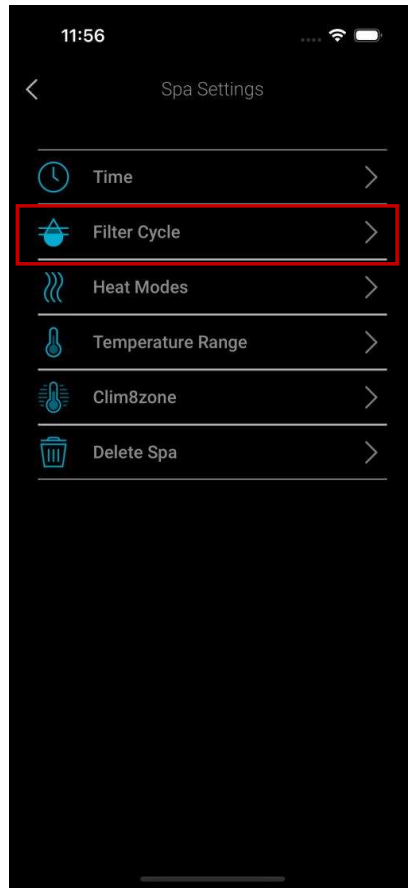 11:56
Spa Settings
Time
Filter Cycle
Heat Modes
Temperature Range
Clim8zone
Delete Spa